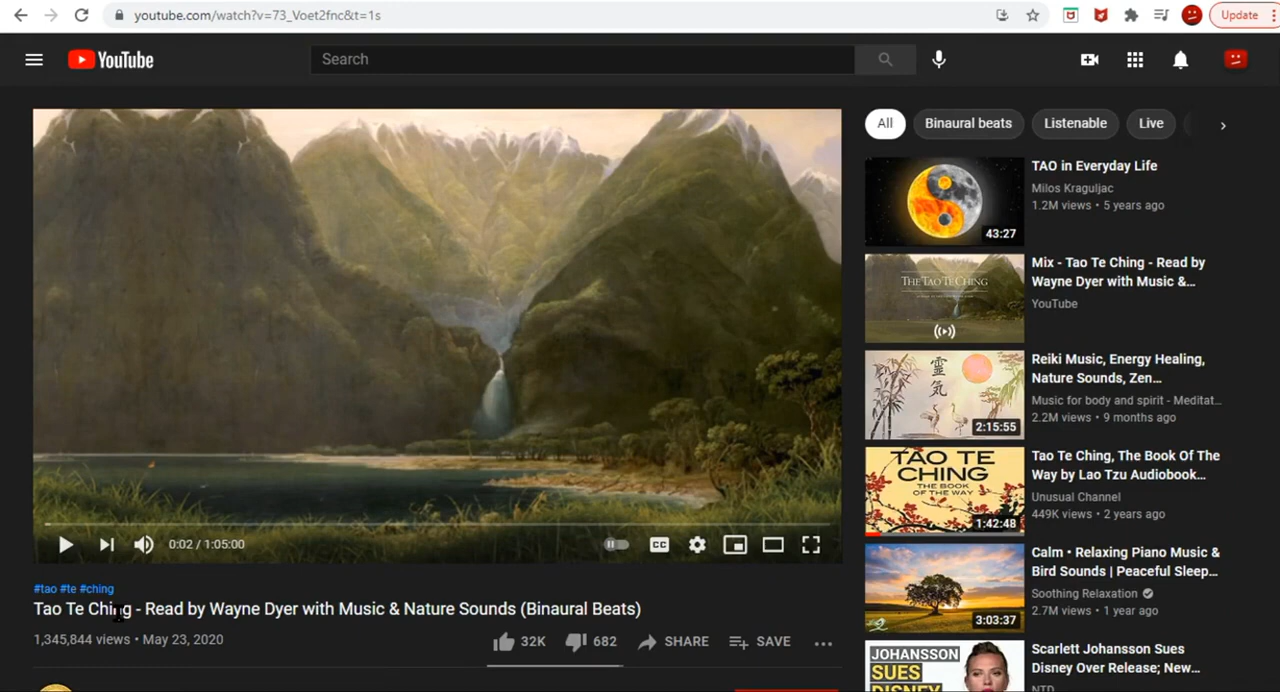 youtube.com/watch?v=73_Voet2fnc&t=1s
Update
YouTube
Search
0:02 / 1:05:00
CC
#tao #te #ching
Tao Te Ching - Read by Wayne Dyer with Music & Nature Sounds (Binaural Beats)
1,345,844 views • May 23, 2020
32K
682
SHARE
SAVE
All
Binaural beats
Listenable
Live
43:27
TAO in Everyday Life
Milos Kraguljac
1.2M views • 5 years ago
THE TAO TE CHING
Mix - Tao Te Ching - Read by
Wayne Dyer with Music &...
YouTube
靈
氣
2:15:55
Reiki Music, Energy Healing,
Nature Sounds, Zen...
Music for body and spirit - Meditat...
2.2M views • 9 months ago
TAO TE
CHING
THE BOOK
OF THE WAY
1:42:48
Tao Te Ching, The Book Of The
Way by Lao Tzu Audiobook...
Unusual Channel
449K views • 2 years ago
3:03:37
Calm • Relaxing Piano Music &
Bird Sounds | Peaceful Sleep...
Soothing Relaxation
2.7M views • 1 year ago
JOHANSSON
SUES
DISNEY
Scarlett Johansson Sues
Disney Over Release; New...
NTD